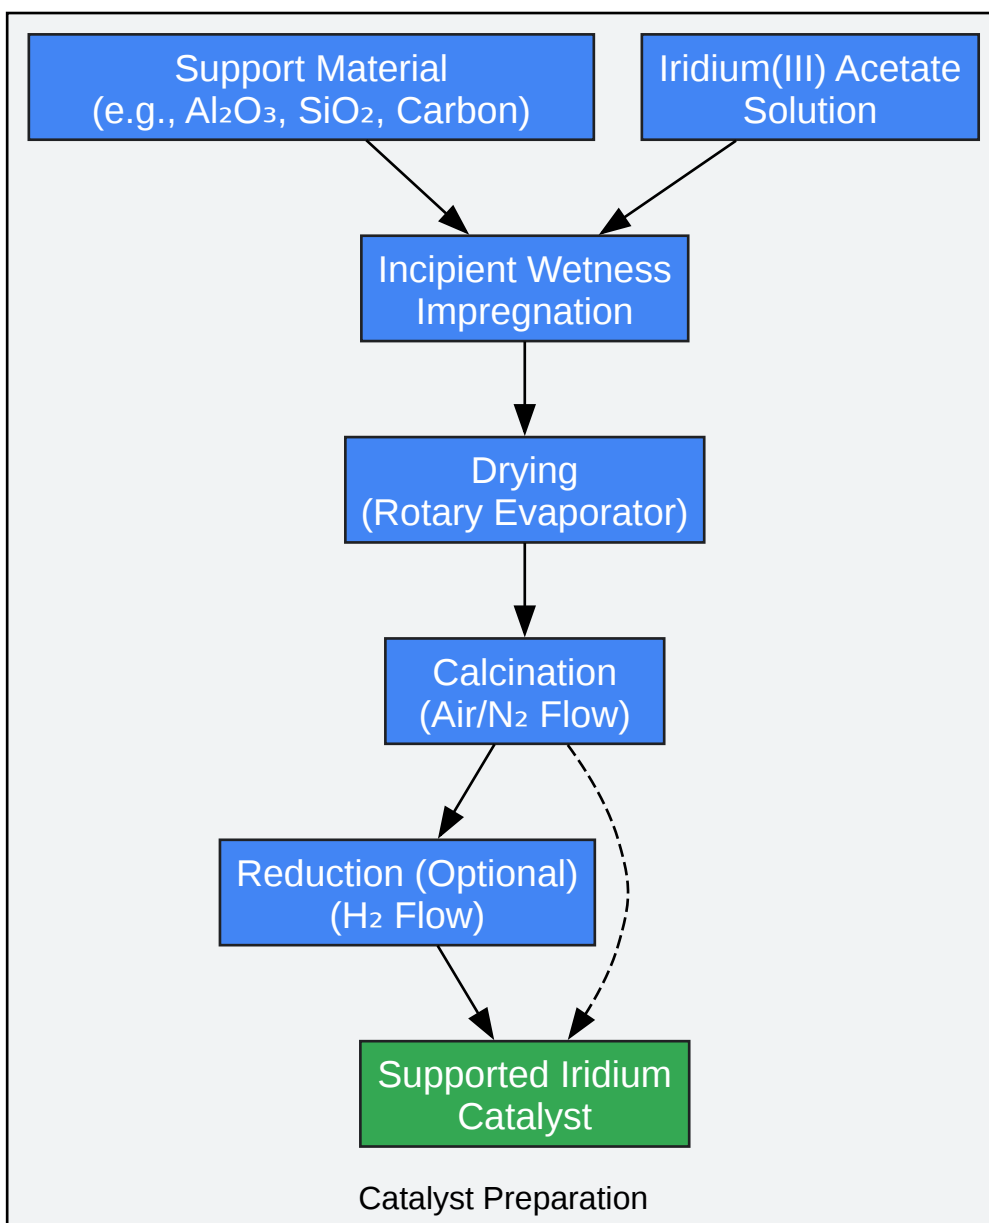 Support Material
(e.g., Al₂O₃, SiO₂, Carbon)
Iridium(III) Acetate
Solution
Incipient Wetness
Impregnation
Drying
(Rotary Evaporator)
Calcination
(Air/N₂ Flow)
Reduction (Optional)
(H₂ Flow)
Supported Iridium
Catalyst
Catalyst Preparation